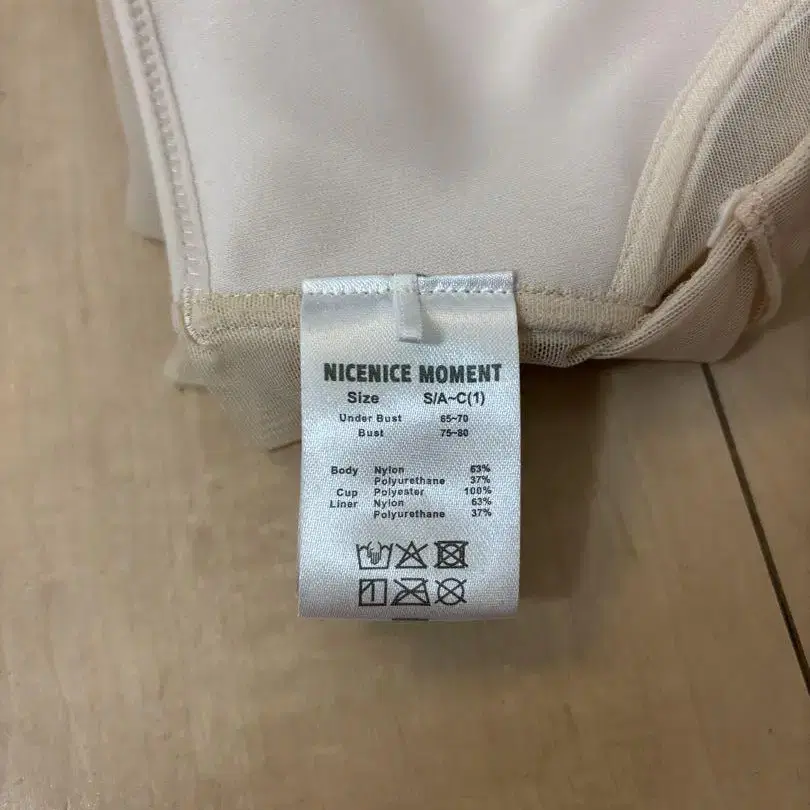 NICENICE MOMENT
Size S/A~C(1)
Under Bust 65~70
Bust 75~80
Body Nylon 63%
Polyurethane 37%
Cup Polyester 100%
Liner Nylon 63%
Polyurethane 37%